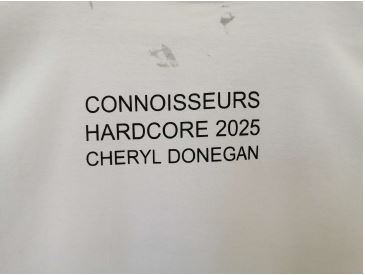 CONNOISSEURS
HARDCORE 2025
CHERYL DONEGAN